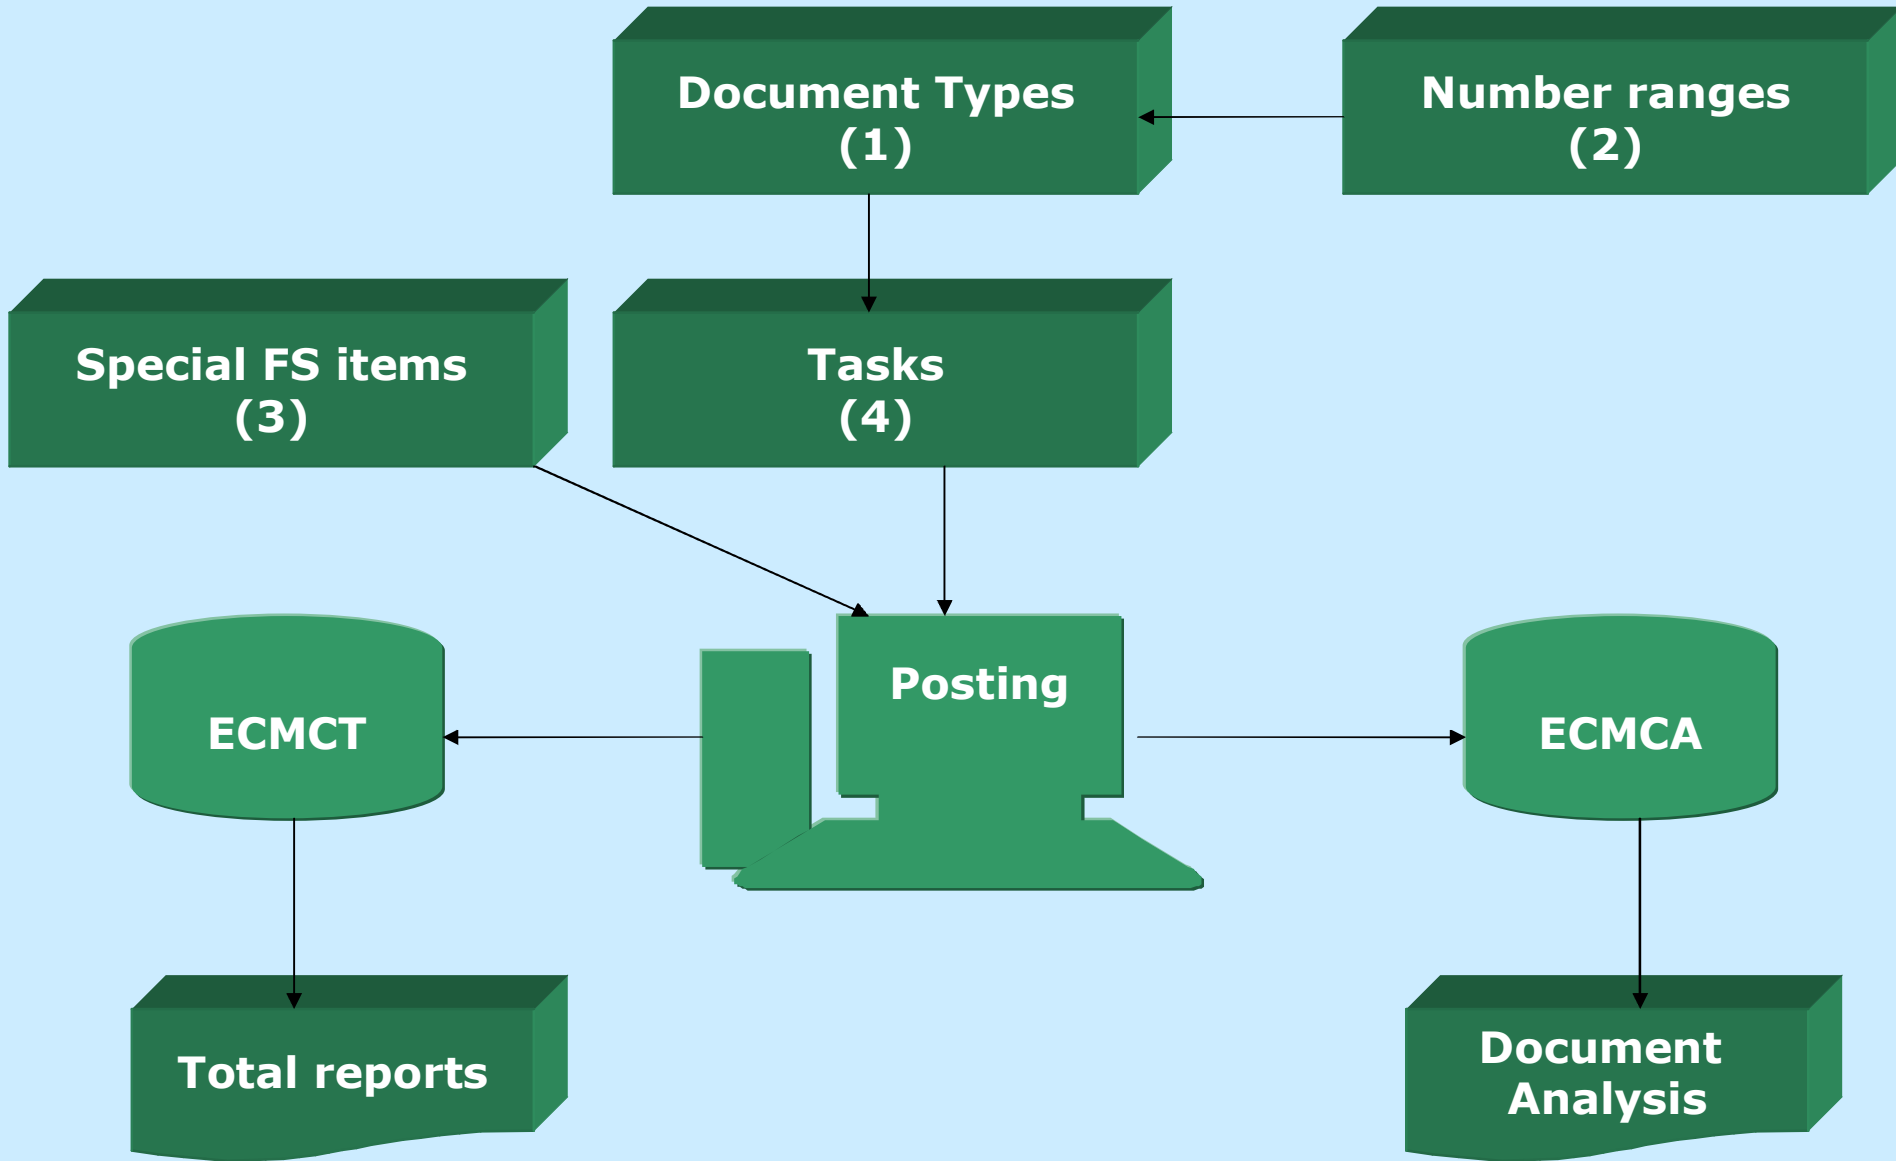 Document Types
(1)
Number ranges
(2)
Special FS items
(3)
Tasks
(4)
Posting
ECMCT
ECMCA
Total reports
Document
Analysis